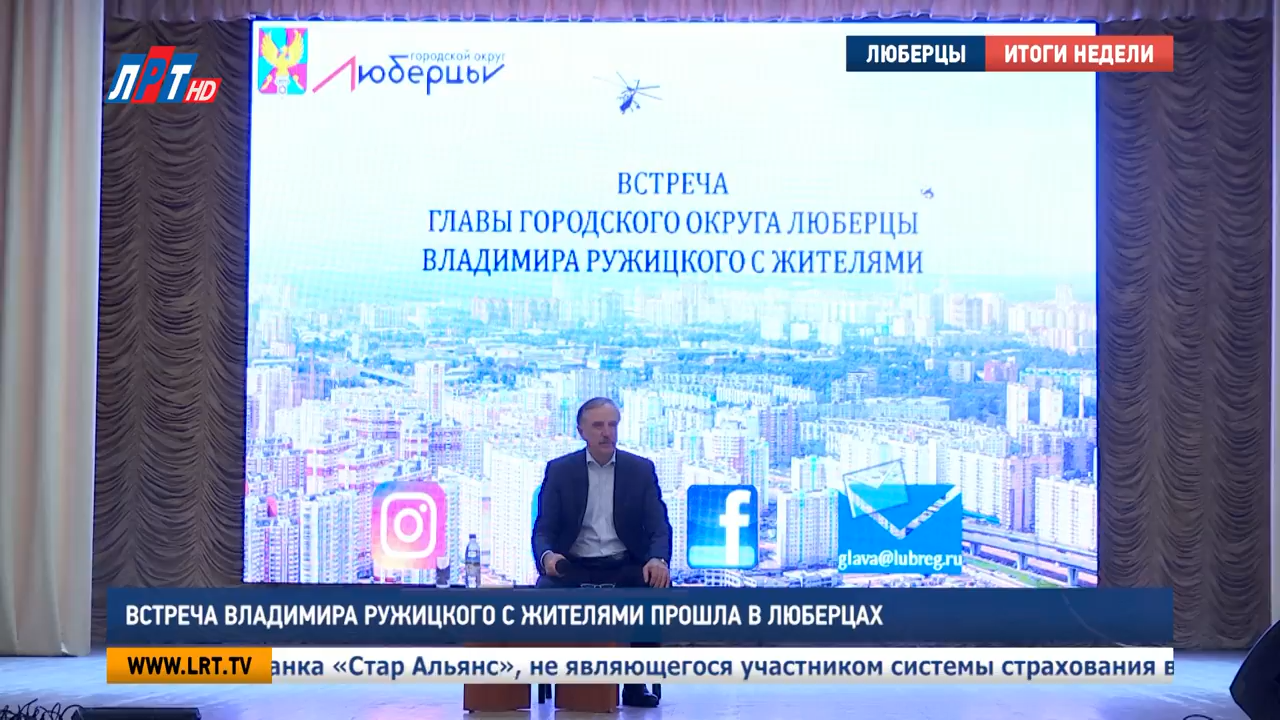 ЛРТ HD
городской округ
Люберцы
ЛЮБЕРЦЫ ИТОГИ НЕДЕЛИ
ВСТРЕЧА
ГЛАВЫ ГОРОДСКОГО ОКРУГА ЛЮБЕРЦЫ
ВЛАДИМИРА РУЖИЦКОГО С ЖИТЕЛЯМИ
f
glava@lubreg.ru
ВСТРЕЧА ВЛАДИМИРА РУЖИЦКОГО С ЖИТЕЛЯМИ ПРОШЛА В ЛЮБЕРЦАХ
WWW.LRT.TV анка «Стар Альянс», не являющегося участником системы страхования в